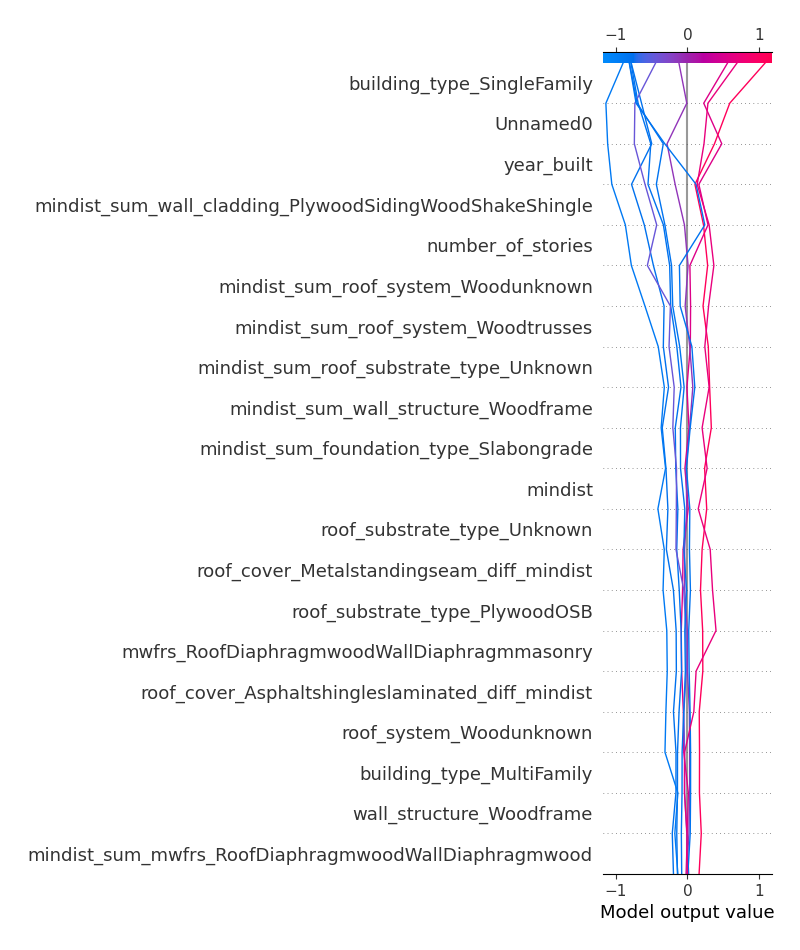 −1 0 1
building_type_SingleFamily
Unnamed0
year_built
mindist_sum_wall_cladding_PlywoodSidingWoodShakeShingle
number_of_stories
mindist_sum_roof_system_Woodunknown
mindist_sum_roof_system_Woodtrusses
mindist_sum_roof_substrate_type_Unknown
mindist_sum_wall_structure_Woodframe
mindist_sum_foundation_type_Slabongrade
mindist
roof_substrate_type_Unknown
roof_cover_Metalstandingseam_diff_mindist
roof_substrate_type_PlywoodOSB
mwfrs_RoofDiaphragmwoodWallDiaphragmmasonry
roof_cover_Asphaltshingleslaminated_diff_mindist
roof_system_Woodunknown
building_type_MultiFamily
wall_structure_Woodframe
mindist_sum_mwfrs_RoofDiaphragmwoodWallDiaphragmwood
−1 0 1
Model output value